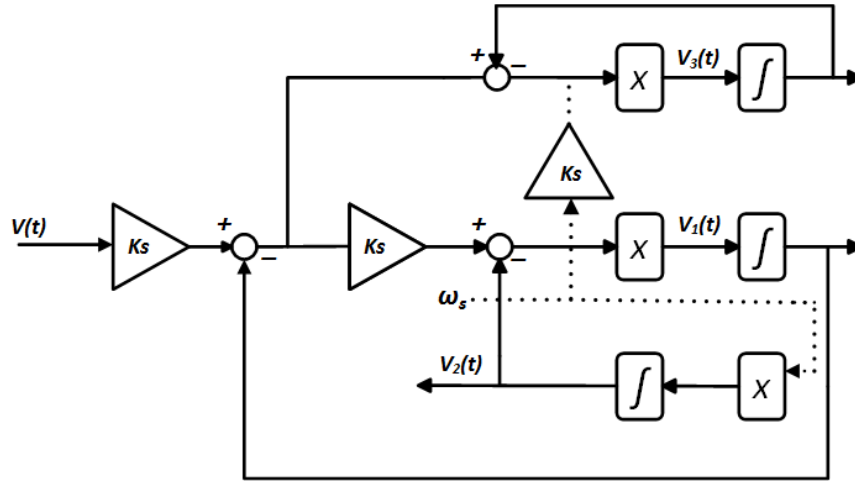 +
−
X
V₃(t)
∫
Ks
V(t)
Ks
+
−
Ks
+
−
X
V₁(t)
∫
ωₛ
V₂(t)
∫
X